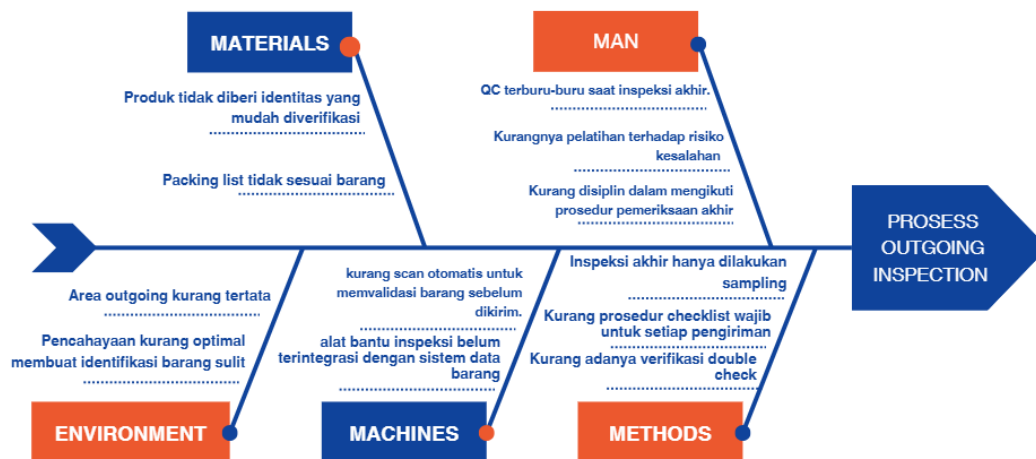 MATERIALS
Produk tidak diberi identitas yang
mudah diverifikasi
Packing list tidak sesuai barang
MAN
QC terburu-buru saat inspeksi akhir.
Kurangnya pelatihan terhadap risiko
kesalahan
Kurang disiplin dalam mengikuti
prosedur pemeriksaan akhir
PROSESS
OUTGOING
INSPECTION
Area outgoing kurang tertata
Pencahayaan kurang optimal
membuat identifikasi barang sulit
ENVIRONMENT
kurang scan otomatis untuk
memvalidasi barang sebelum
dikirim.
alat bantu inspeksi belum
terintegrasi dengan sistem data
barang
MACHINES
Inspeksi akhir hanya dilakukan
sampling
Kurang prosedur checklist wajib
untuk setiap pengiriman
Kurang adanya verifikasi double
check
METHODS